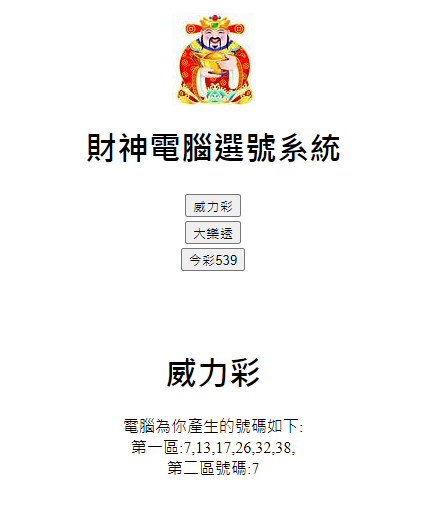 財神電腦選號系統
威力彩
大樂透
今彩539
威力彩
電腦為你產生的號碼如下:
第一區:7,13,17,26,32,38,
第二區號碼:7